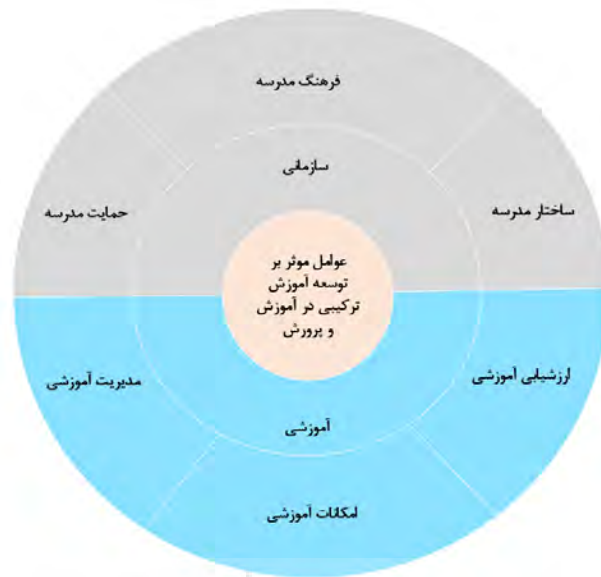 فرهنگ مدرسه
سازمانی
ساختار مدرسه
حمایت مدرسه
عوامل موثر بر
توسعه آموزش
ترکیبی در آموزش
و پرورش
ارزشیابی آموزشی
مدیریت آموزشی
آموزشی
امکانات آموزشی